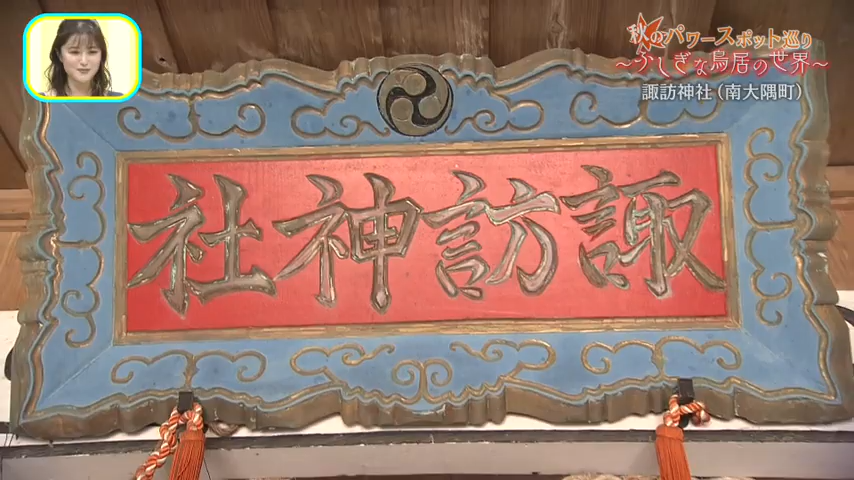 秋のパワースポット巡り
～ふしぎな鳥居の世界～
諏訪神社（南大隅町）
諏訪神社